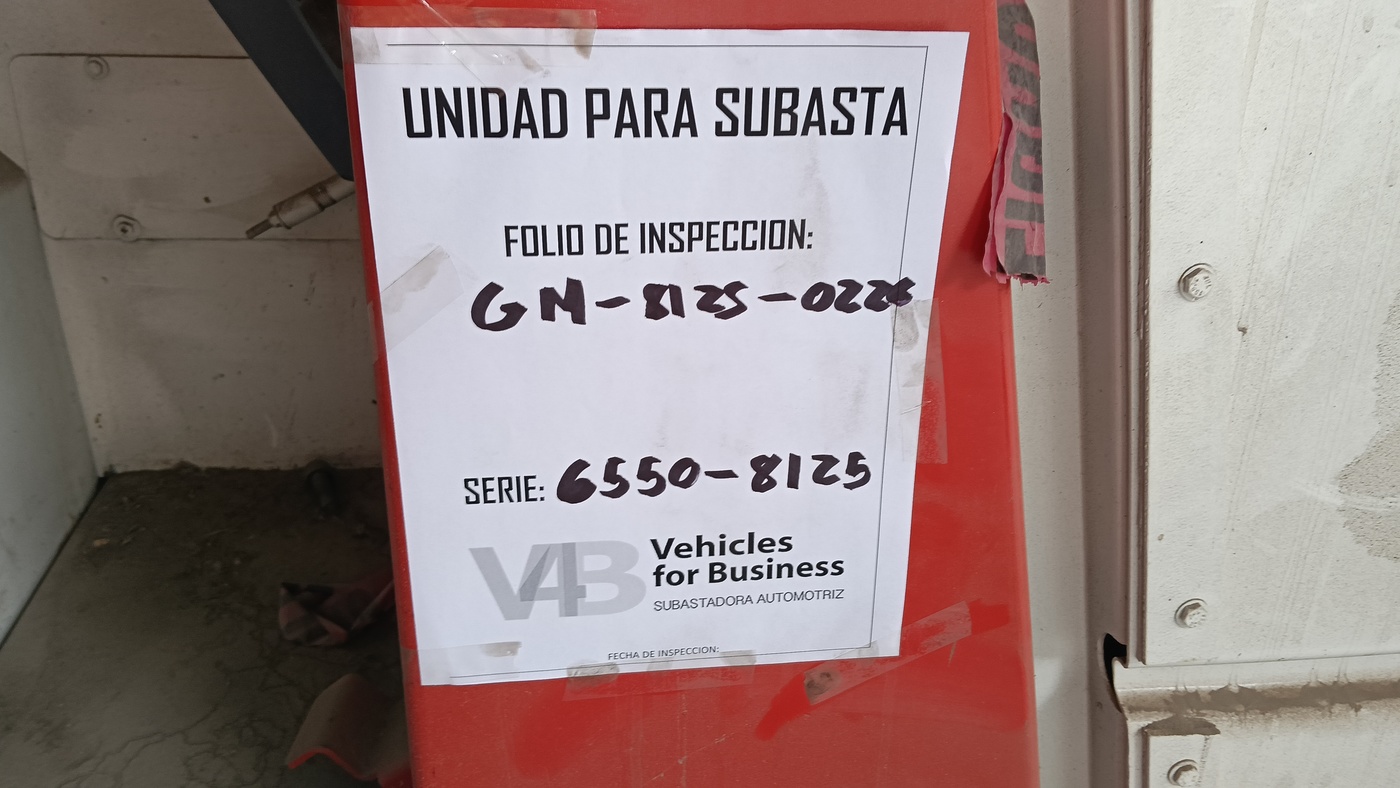 UNIDAD PARA SUBASTA
FOLIO DE INSPECCION:
GN-8125-0226
SERIE: 6550-8125
V4B
Vehicles
for Business
SUBASTADORA AUTOMOTRIZ
FECHA DE INSPECCION: